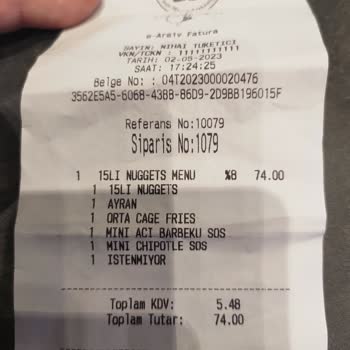 e-Arşiv Fatura
SAYIN: NIHAI TUKETICI
VKN/TCKN : 11111111111
TARIH: 02-05-2023
SAAT: 17:24:25
Belge No: : 04T2023000020476
3562E5A5-606B-43BB-B6D9-2D9BB196015F
Referans No:10079
Siparis No:1079
1 15LI NUGGETS MENU %8 74.00
1 15LI NUGGETS
1 AYRAN
1 ORTA CAGE FRIES
1 MINI ACI BARBEKU SOS
1 MINI CHIPOTLE SOS
1 ISTENMIYOR
Toplam KDV: 5.48
Toplam Tutar: 74.00